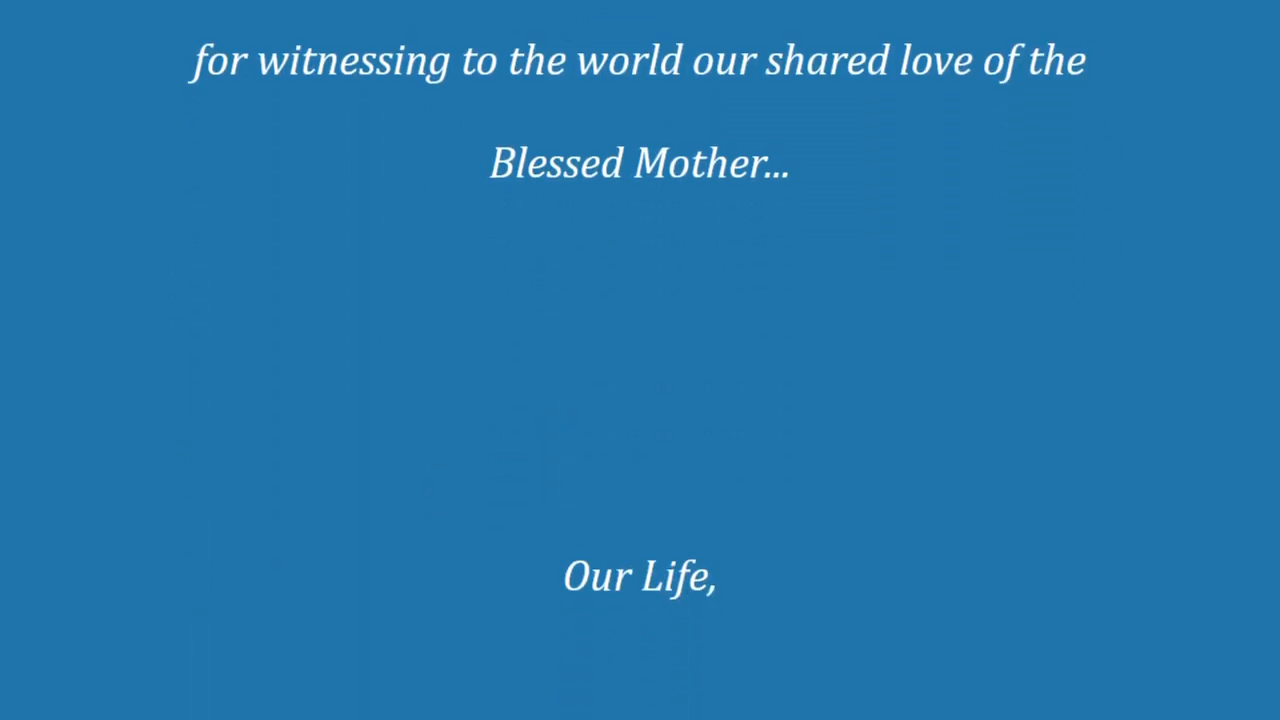 for witnessing to the world our shared love of the
Blessed Mother...
Our Life,